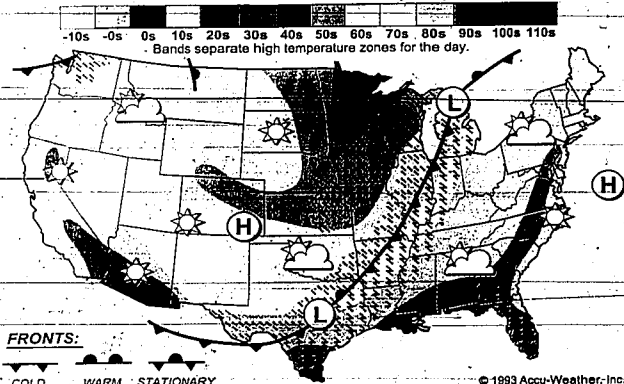 -10s -0s 0s 10s 20s 30s 40s 50s 60s 70s 80s 90s 100s 110s
Bands separate high temperature zones for the day.
L
H
H
L
FRONTS:
COLD WARM STATIONARY
© 1993 Accu-Weather, Inc.